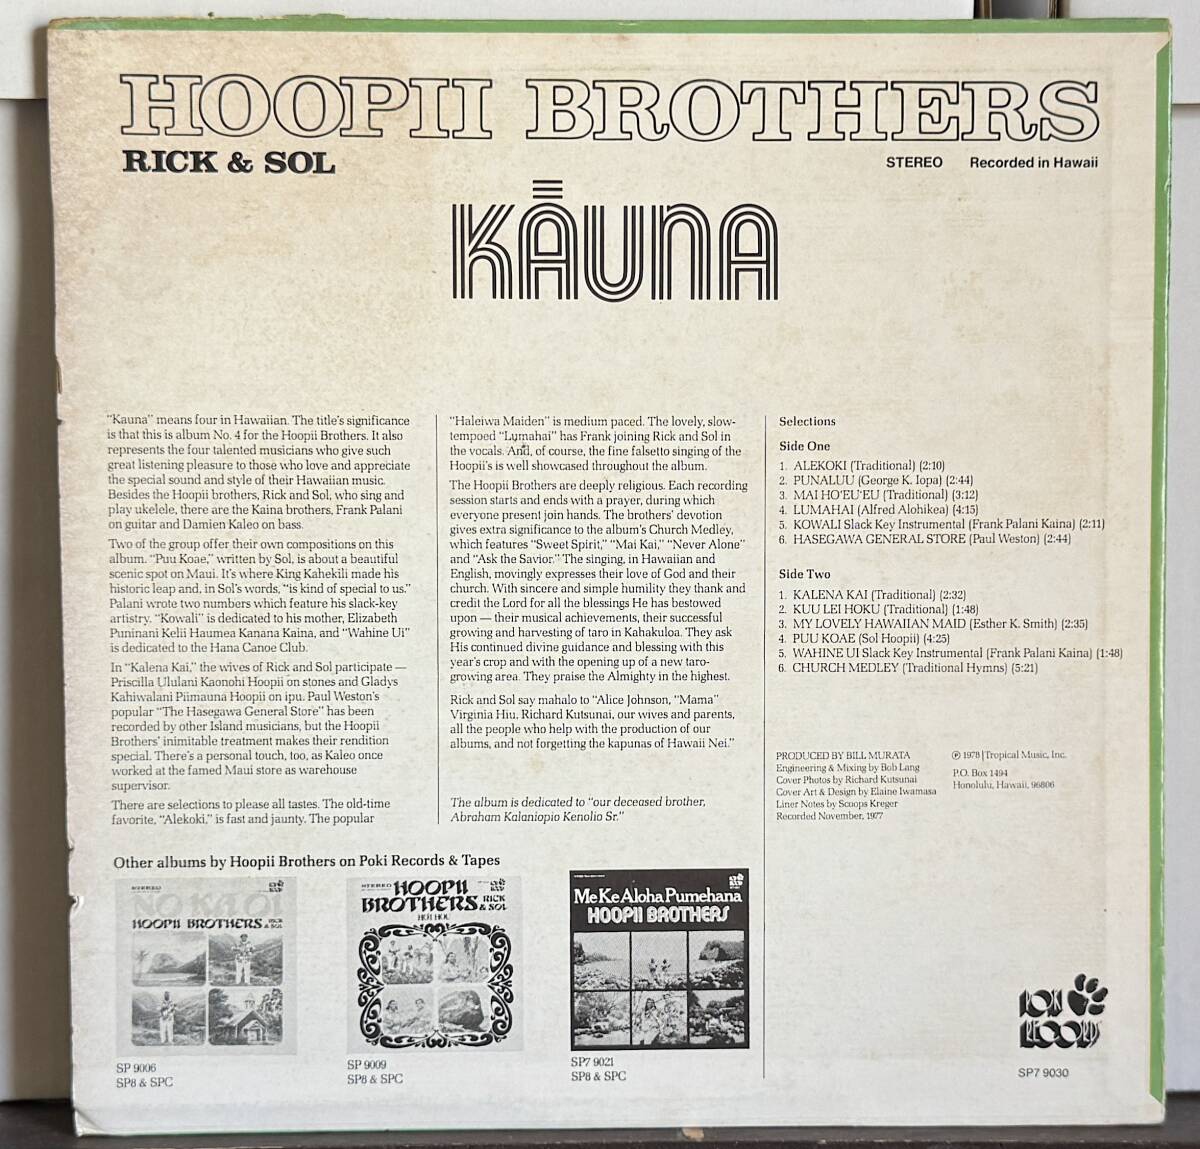 HOOPII BROTHERS
RICK & SOL
STEREO Recorded in Hawaii
KĀUNA
"Kauna" means four in Hawaiian. The title's significance
is that this is album No. 4 for the Hoopii Brothers. It also
represents the four talented musicians who give such
great listening pleasure to those who love and appreciate
the special sound and style of their Hawaiian music.
Besides the Hoopii brothers, Rick and Sol, who sing and
play ukelele, there are the Kaina brothers, Frank Palani
on guitar and Damien Kaleo on bass.
Two of the group offer their own compositions on this
album. "Puu Koae," written by Sol, is about a beautiful
scenic spot on Maui. It's where King Kahekili made his
historic leap and, in Sol's words, "is kind of special to us."
Palani wrote two numbers which feature his slack-key
artistry. "Kowali" is dedicated to his mother, Elizabeth
Puninani Kelii Haumea Kanana Kaina, and "Wahine Ui"
is dedicated to the Hana Canoe Club.
In "Kalena Kai," the wives of Rick and Sol participate —
Priscilla Ululani Kaonohi Hoopii on stones and Gladys
Kahiwalani Piimauna Hoopii on ipu. Paul Weston's
popular "The Hasegawa General Store" has been
recorded by other Island musicians, but the Hoopii
Brothers' inimitable treatment makes their rendition
special. There's a personal touch, too, as Kaleo once
worked at the famed Maui store as warehouse
supervisor.
There are selections to please all tastes. The old-time
favorite, "Alekoki," is fast and jaunty. The popular
"Haleiwa Maiden" is medium paced. The lovely, slow-
tempoed "Lumahai" has Frank joining Rick and Sol in
the vocals. And, of course, the fine falsetto singing of the
Hoopii's is well showcased throughout the album.
The Hoopii Brothers are deeply religious. Each recording
session starts and ends with a prayer, during which
everyone present join hands. The brothers' devotion
gives extra significance to the album's Church Medley,
which features "Sweet Spirit," "Mai Kai," "Never Alone"
and "Ask the Savior." The singing, in Hawaiian and
English, movingly expresses their love of God and their
church. With sincere and simple humility they thank and
credit the Lord for all the blessings He has bestowed
upon — their musical achievements, their successful
growing and harvesting of taro in Kahakuloa. They ask
His continued divine guidance and blessing with this
year's crop and with the opening up of a new taro-
growing area. They praise the Almighty in the highest.
Rick and Sol say mahalo to "Alice Johnson, "Mama"
Virginia Hiu, Richard Kutsunai, our wives and parents,
all the people who help with the production of our
albums, and not forgetting the kapunas of Hawaii Nei."
The album is dedicated to "our deceased brother,
Abraham Kalaniopio Kenolio Sr."
Selections
Side One
1. ALEKOKI (Traditional) (2:10)
2. PUNALUU (George K. Iopa) (2:44)
3. MAI HO'EU'EU (Traditional) (3:12)
4. LUMAHAI (Alfred Alohikea) (4:15)
5. KOWALI Slack Key Instrumental (Frank Palani Kaina) (2:11)
6. HASEGAWA GENERAL STORE (Paul Weston) (2:44)
Side Two
1. KALENA KAI (Traditional) (2:32)
2. KUU LEI HOKU (Traditional) (1:48)
3. MY LOVELY HAWAIIAN MAID (Esther K. Smith) (2:35)
4. PUU KOAE (Sol Hoopii) (4:25)
5. WAHINE UI Slack Key Instrumental (Frank Palani Kaina) (1:48)
6. CHURCH MEDLEY (Traditional Hymns) (5:21)
PRODUCED BY BILL MURATA
Engineering & Mixing by Bob Lang
Cover Photos by Richard Kutsunai
Cover Art & Design by Elaine Iwamasa
Liner Notes by Scoops Kreger
Recorded November, 1977
℗ 1978 Tropical Music, Inc.
P.O. Box 1494
Honolulu, Hawaii, 96806
Other albums by Hoopii Brothers on Poki Records & Tapes
STEREO
NO KA OI
HOOPII BROTHERS RICK & SOL
SP 9006
SP8 & SPC
STEREO
HOOPII
BROTHERS RICK & SOL
HOI HOU
SP 9009
SP8 & SPC
Me Ke Aloha Pumehana
HOOPII BROTHERS
SP7 9021
SP8 & SPC
POKI
RECORDS
SP7 9030